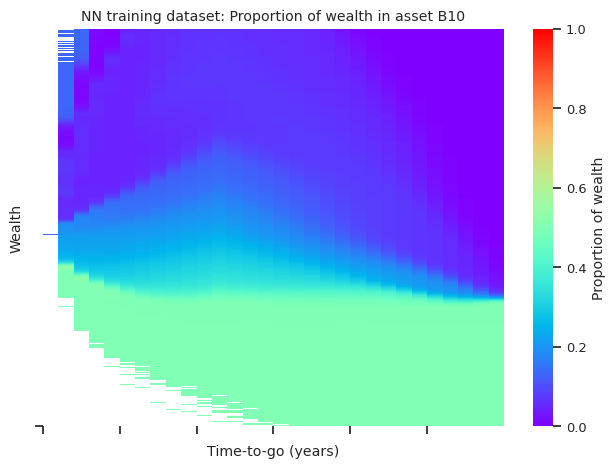 NN training dataset: Proportion of wealth in asset B10
1.0
0.8
0.6
0.4
0.2
0.0
Proportion of wealth
Wealth
Time-to-go (years)